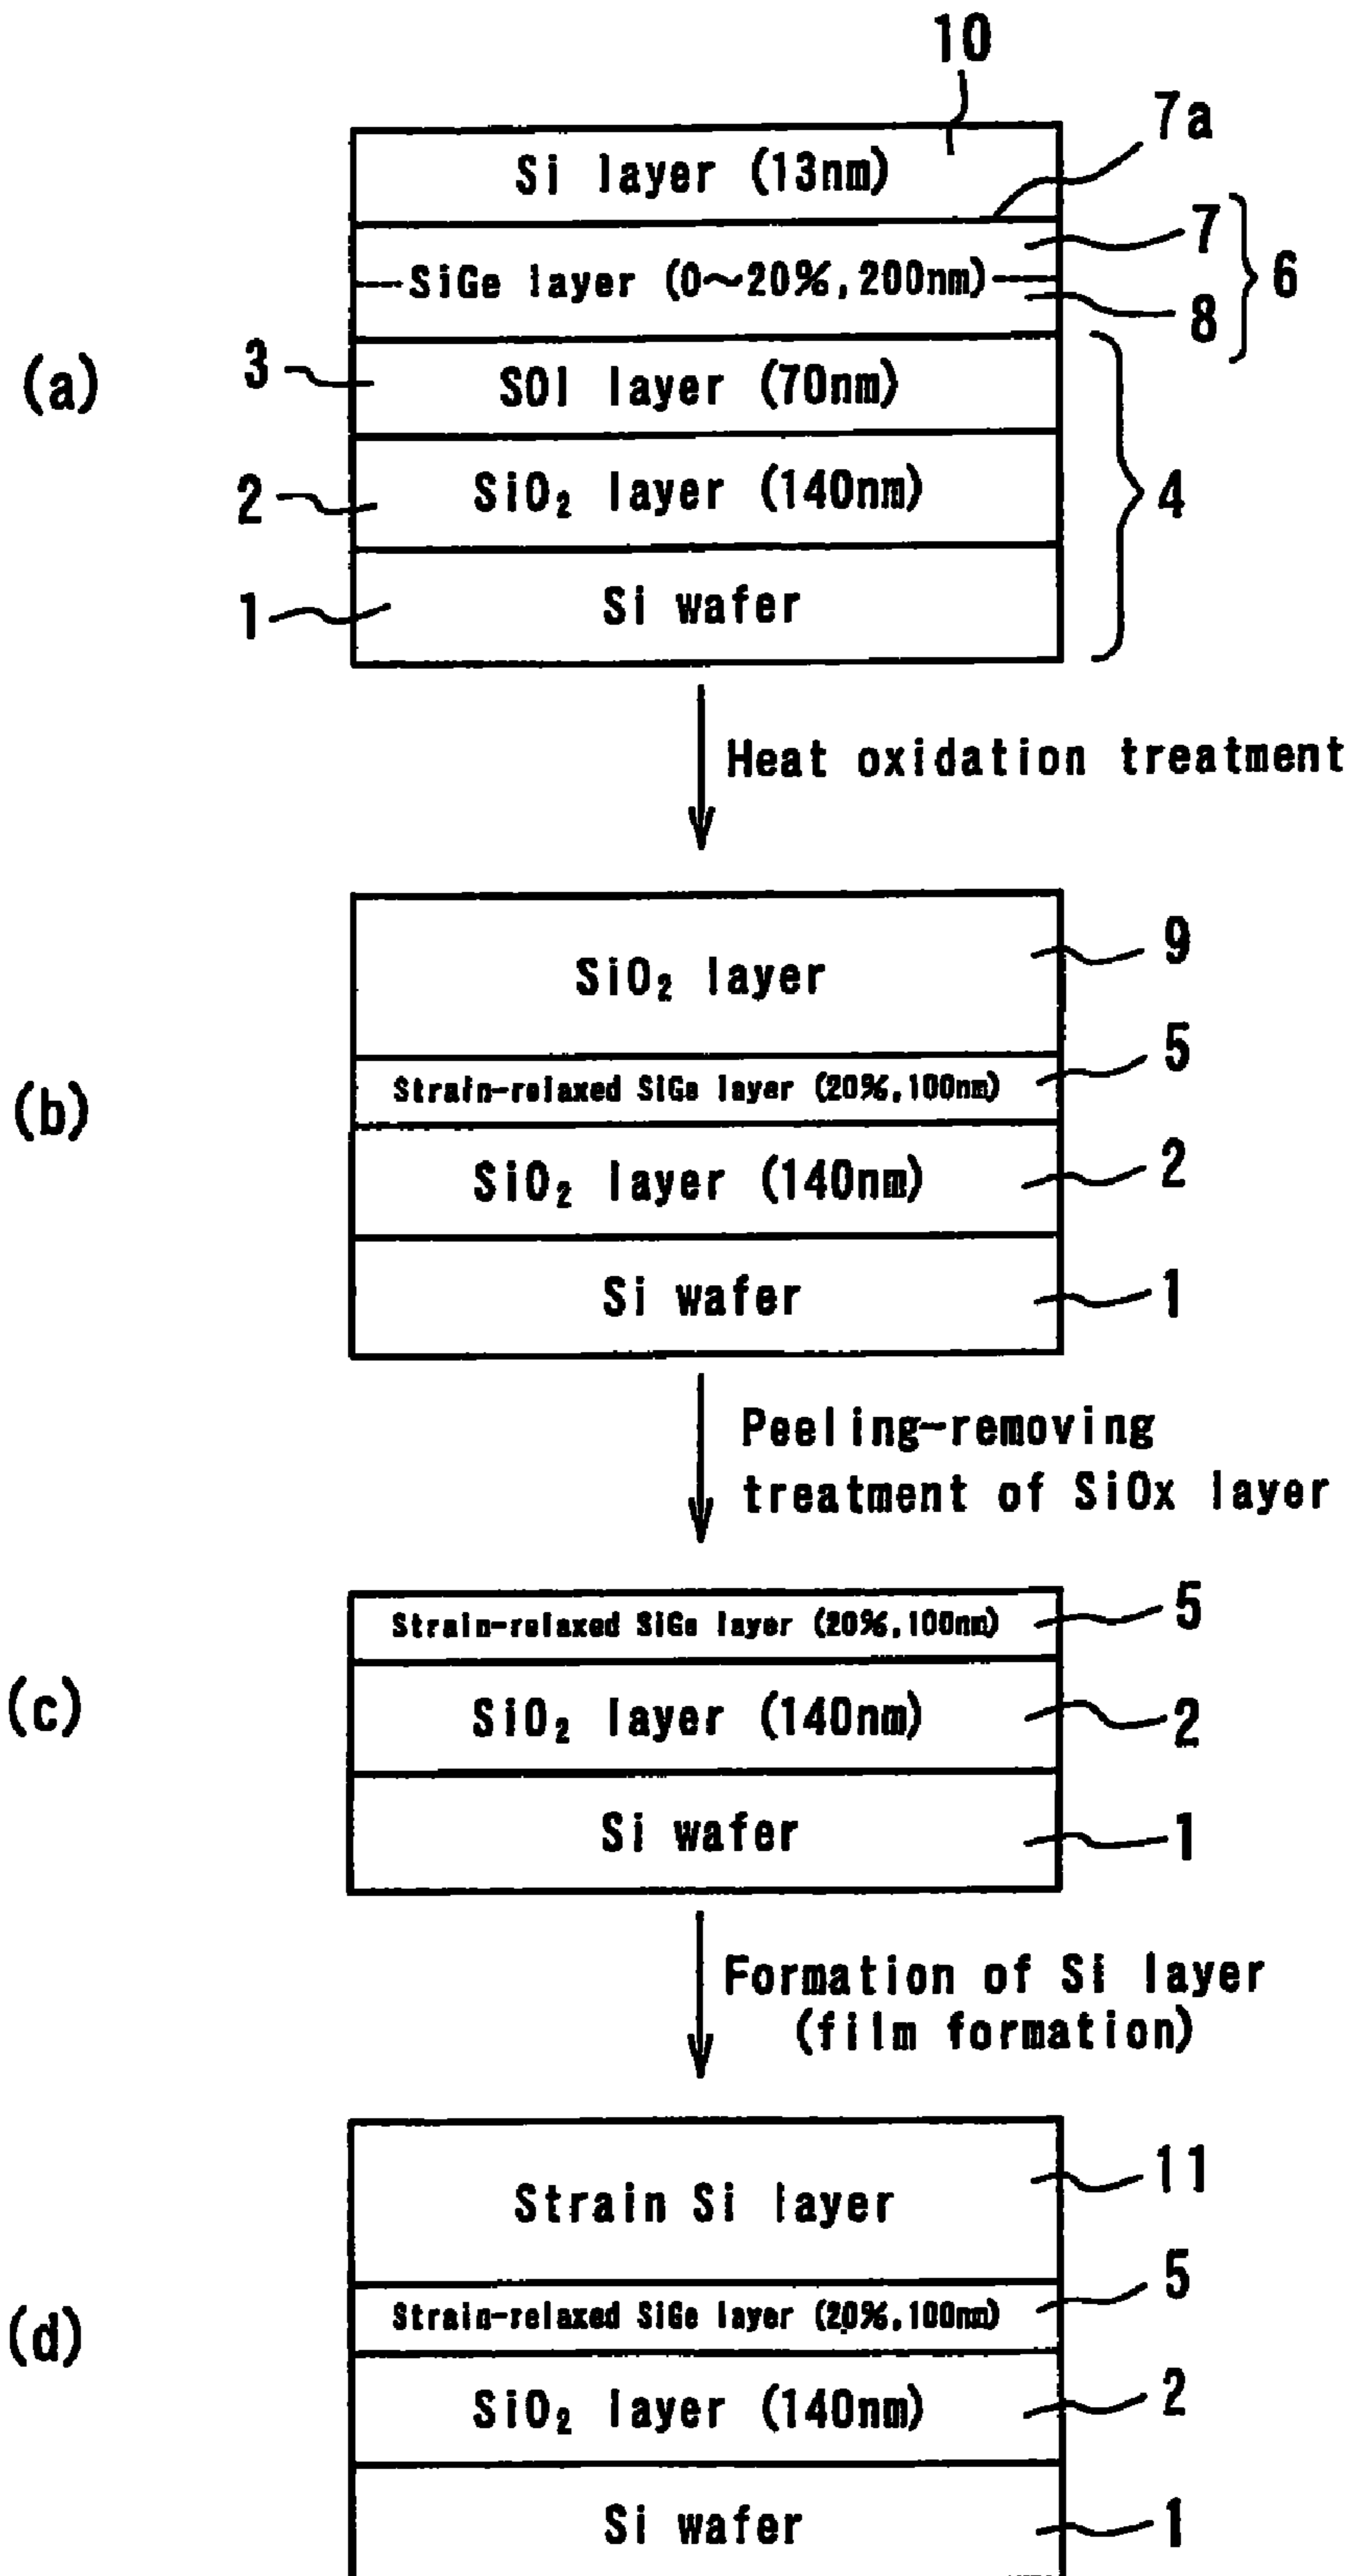 10
7a
Si layer (13nm)
7
SiGe layer (0～20%, 200nm)
6
8
(a)
3
SOI layer (70nm)
2
SiO₂ layer (140nm)
4
1
Si wafer
Heat oxidation treatment
9
SiO₂ layer
5
Strain-relaxed SiGe layer (20%, 100nm)
(b)
2
SiO₂ layer (140nm)
Si wafer
1
Peeling-removing
treatment of SiOx layer
5
Strain-relaxed SiGe layer (20%, 100nm)
(c)
SiO₂ layer (140nm)
2
Si wafer
1
Formation of Si layer
(film formation)
11
Strain Si layer
5
Strain-relaxed SiGe layer (20%, 100nm)
(d)
2
SiO₂ layer (140nm)
Si wafer
1